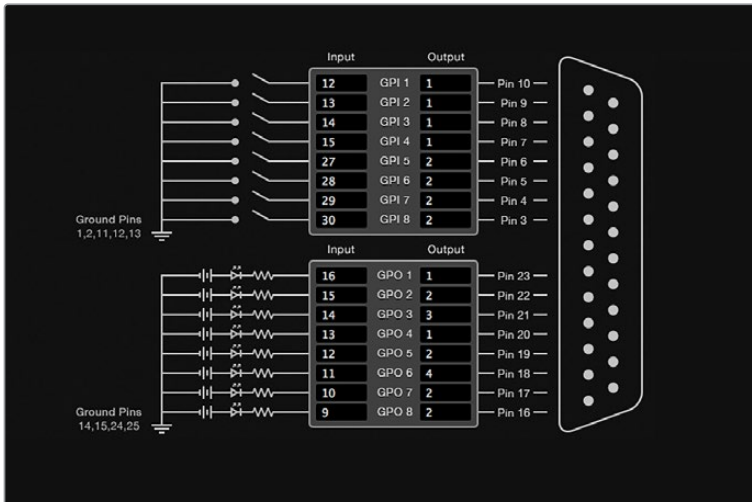 Input Output
12 GPI 1 1 Pin 10
13 GPI 2 1 Pin 9
14 GPI 3 1 Pin 8
15 GPI 4 1 Pin 7
27 GPI 5 2 Pin 6
28 GPI 6 2 Pin 5
29 GPI 7 2 Pin 4
30 GPI 8 2 Pin 3
Ground Pins
1,2,11,12,13
Input Output
16 GPO 1 1 Pin 23
15 GPO 2 2 Pin 22
14 GPO 3 3 Pin 21
13 GPO 4 1 Pin 20
12 GPO 5 2 Pin 19
11 GPO 6 4 Pin 18
10 GPO 7 2 Pin 17
9 GPO 8 2 Pin 16
Ground Pins
14,15,24,25